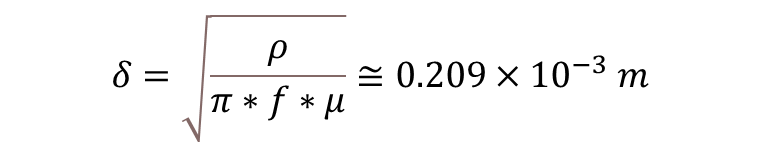 δ = √(ρ / (π * f * μ)) ≅ 0.209 × 10⁻³ m